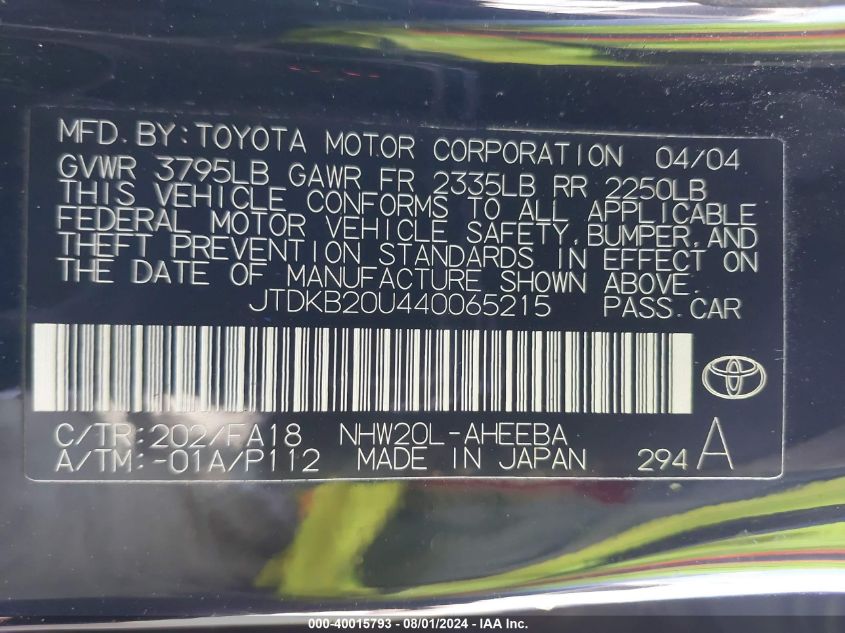 MFD. BY: TOYOTA MOTOR CORPORATION 04/04
GVWR 3795LB GAWR FR 2335LB RR 2250LB
THIS VEHICLE CONFORMS TO ALL APPLICABLE
FEDERAL MOTOR VEHICLE SAFETY, BUMPER, AND
THEFT PREVENTION STANDARDS IN EFFECT ON
THE DATE OF MANUFACTURE SHOWN ABOVE.
JTDKB20U440065215 PASS. CAR
C/TR: 202/FA18 NHW20L-AHEEBA
A/TM: -01A/P112 MADE IN JAPAN 294 A
000-40015793 - 08/01/2024 - IAA Inc.